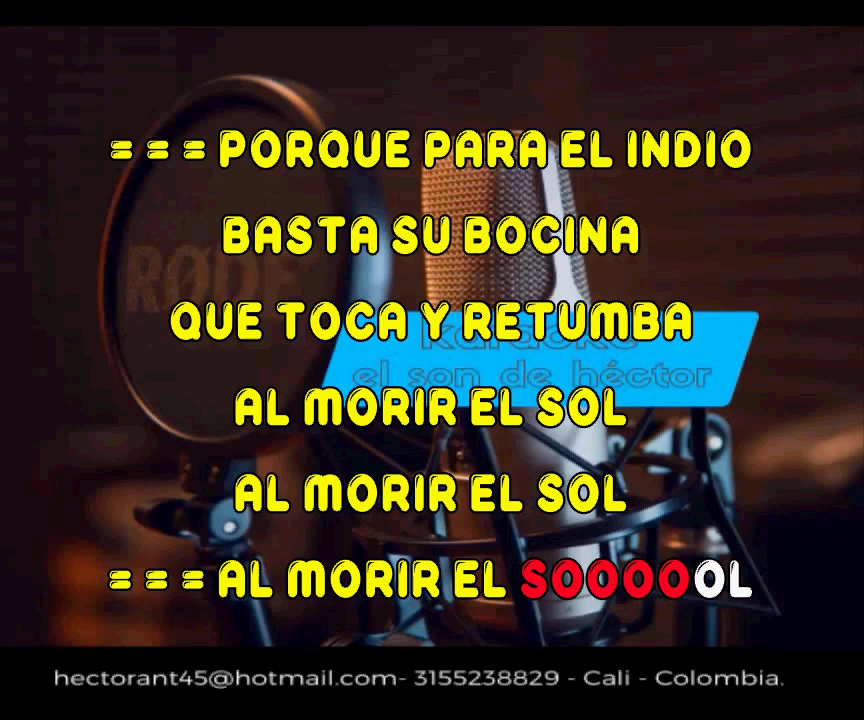 = = = PORQUE PARA EL INDIO
BASTA SU BOCINA
QUE TOCA Y RETUMBA
karaoke
el son de héctor
AL MORIR EL SOL
AL MORIR EL SOL
= = = AL MORIR EL SOOOOOL
RØDE
hectorant45@hotmail.com- 3155238829 - Cali - Colombia.